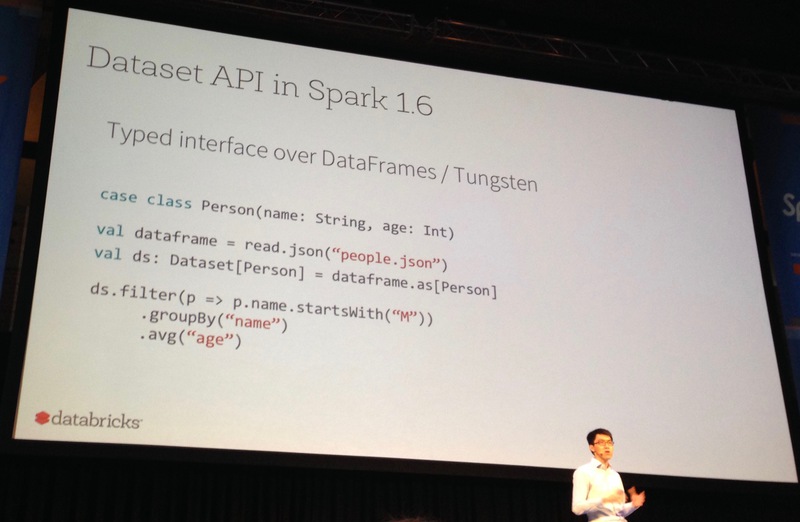 Dataset API in Spark 1.6
Typed interface over DataFrames / Tungsten
case class Person(name: String, age: Int)
val dataframe = read.json(“people.json”)
val ds: Dataset[Person] = dataframe.as[Person]
ds.filter(p => p.name.startsWith(“M”))
.groupBy(“name”)
.avg(“age”)
databricks